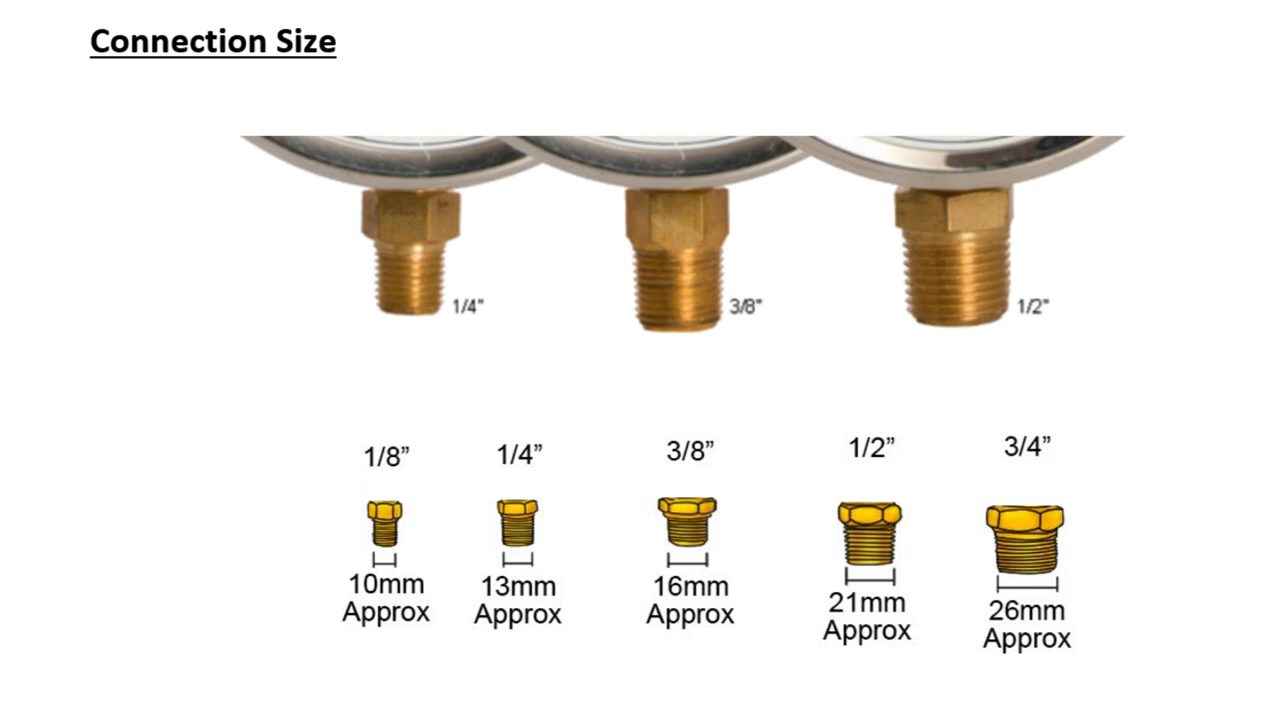 Connection Size
1/4"
3/8"
1/2"
1/8”
1/4”
3/8”
1/2”
3/4”
10mm
Approx
13mm
Approx
16mm
Approx
21mm
Approx
26mm
Approx